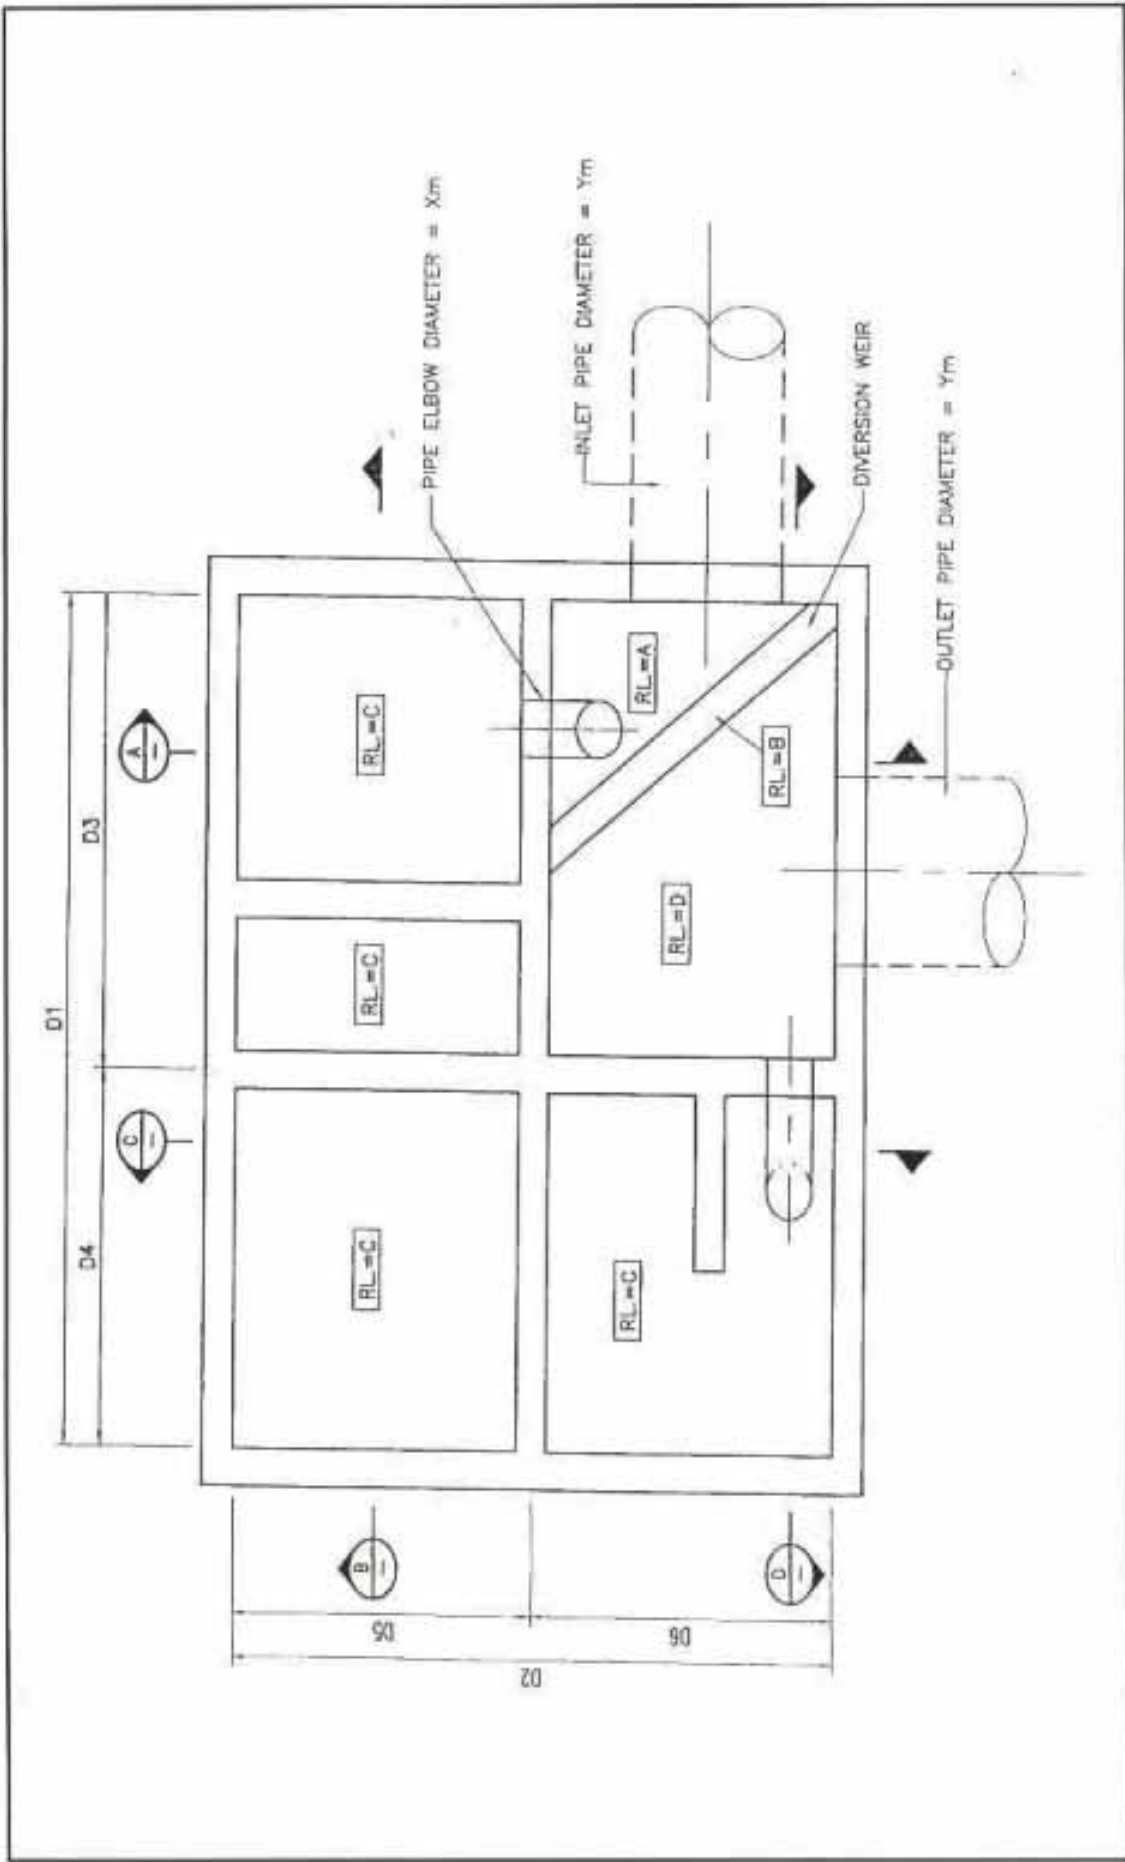 D1
D4
D3
C
A
D2
D5
D6
B
D
RL.=C
RL.=C
RL.=C
RL.=C
RL.=D
RL.=A
RL.=B
PIPE ELBOW DIAMETER = Xm
INLET PIPE DIAMETER = Ym
DIVERSION WEIR
OUTLET PIPE DIAMETER = Ym